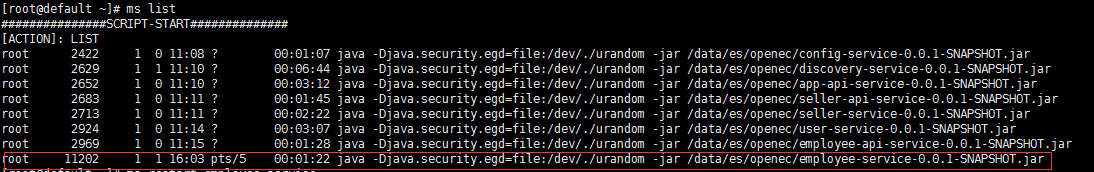 [root@default ~]# ms list
###############SCRIPT-START##############
[ACTION]: LIST
root 2422 1 0 11:08 ? 00:01:07 java -Djava.security.egd=file:/dev/./urandom -jar /data/es/openec/config-service-0.0.1-SNAPSHOT.jar
root 2629 1 1 11:10 ? 00:06:44 java -Djava.security.egd=file:/dev/./urandom -jar /data/es/openec/discovery-service-0.0.1-SNAPSHOT.jar
root 2652 1 0 11:10 ? 00:03:12 java -Djava.security.egd=file:/dev/./urandom -jar /data/es/openec/app-api-service-0.0.1-SNAPSHOT.jar
root 2683 1 0 11:11 ? 00:01:45 java -Djava.security.egd=file:/dev/./urandom -jar /data/es/openec/seller-api-service-0.0.1-SNAPSHOT.jar
root 2713 1 0 11:11 ? 00:02:22 java -Djava.security.egd=file:/dev/./urandom -jar /data/es/openec/seller-service-0.0.1-SNAPSHOT.jar
root 2924 1 0 11:14 ? 00:03:07 java -Djava.security.egd=file:/dev/./urandom -jar /data/es/openec/user-service-0.0.1-SNAPSHOT.jar
root 2969 1 0 11:15 ? 00:01:28 java -Djava.security.egd=file:/dev/./urandom -jar /data/es/openec/employee-api-service-0.0.1-SNAPSHOT.jar
root 11202 1 1 16:03 pts/5 00:01:22 java -Djava.security.egd=file:/dev/./urandom -jar /data/es/openec/employee-service-0.0.1-SNAPSHOT.jar
[root@default ~]# ms restart employee-service